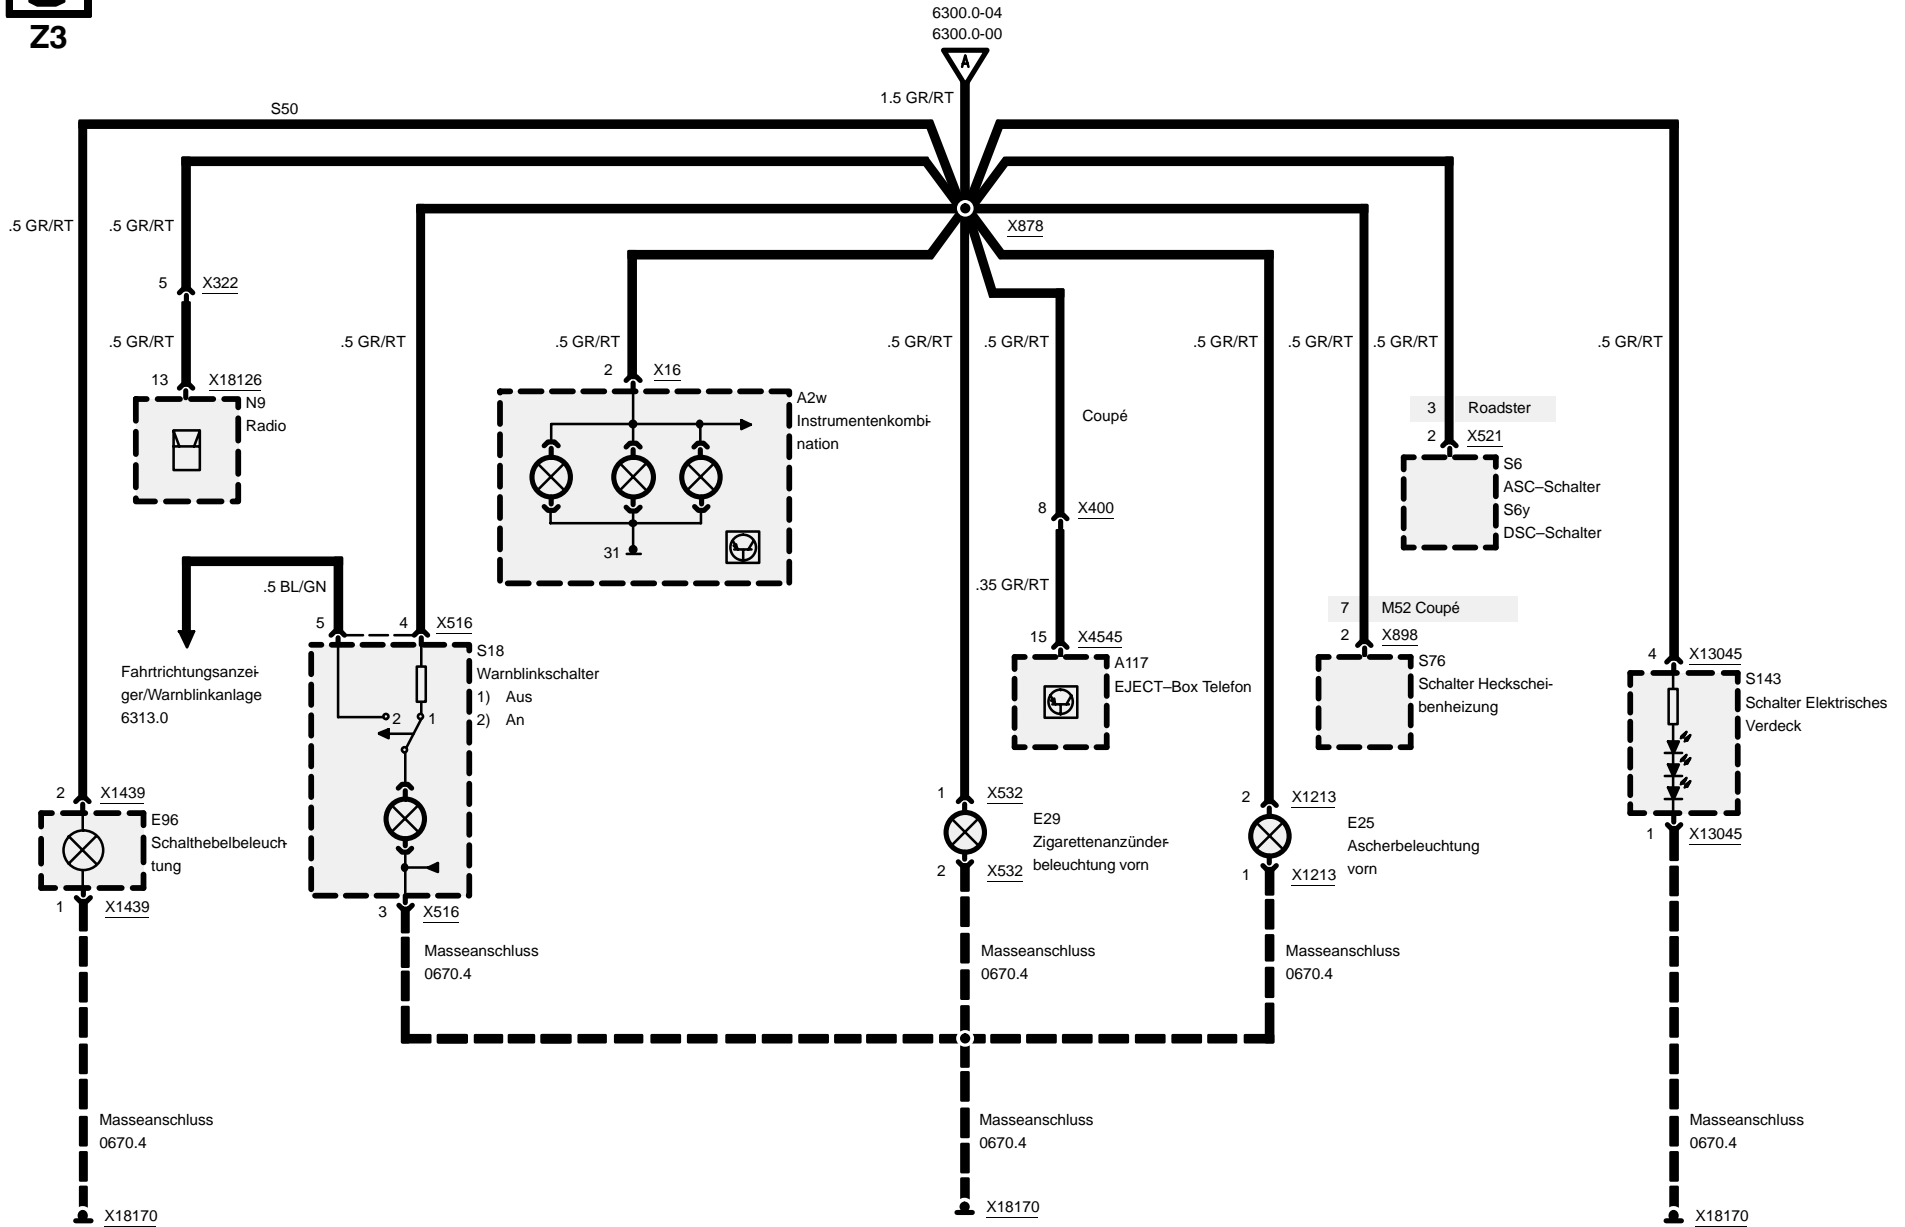 Z3
6300.0-04
6300.0-00
A
1.5 GR/RT
S50
.5 GR/RT
.5 GR/RT
X878
5
X322
.5 GR/RT
.5 GR/RT
.5 GR/RT
.5 GR/RT
.5 GR/RT
.5 GR/RT
.5 GR/RT
.5 GR/RT
.5 GR/RT
13
X18126
N9
Radio
2
X16
A2w
Instrumentenkombi-
nation
31
Coupé
3
Roadster
2
X521
S6
ASC–Schalter
S6y
DSC–Schalter
8
X400
.35 GR/RT
.5 BL/GN
Fahrtrichtungsanzei-
ger/Warnblinkanlage
6313.0
5
4
X516
S18
Warnblinkschalter
1) Aus
2) An
2
1
15
X4545
A117
EJECT–Box Telefon
7
M52 Coupé
2
X898
S76
Schalter Heckschei-
benheizung
4
X13045
S143
Schalter Elektrisches
Verdeck
1
X13045
2
X1439
E96
Schalthebelbeleuch-
tung
1
X1439
3
X516
1
X532
E29
Zigarettenanzünder-
beleuchtung vorn
2
X532
2
X1213
E25
Ascherbeleuchtung
vorn
1
X1213
Masseanschluss
0670.4
Masseanschluss
0670.4
Masseanschluss
0670.4
Masseanschluss
0670.4
Masseanschluss
0670.4
Masseanschluss
0670.4
X18170
X18170
X18170